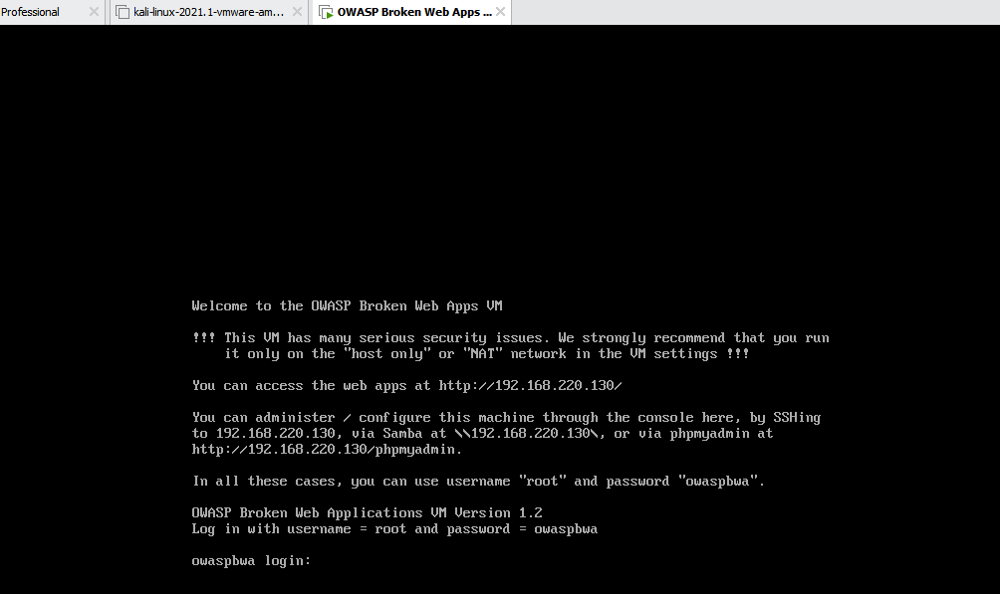 Professional
kali-linux-2021.1-vmware-am...
OWASP Broken Web Apps ...
Welcome to the OWASP Broken Web Apps VM
!!! This VM has many serious security issues. We strongly recommend that you run
it only on the "host only" or "NAT" network in the VM settings !!!
You can access the web apps at http://192.168.220.130/
You can administer / configure this machine through the console here, by SSHing
to 192.168.220.130, via Samba at \\192.168.220.130\, or via phpmyadmin at
http://192.168.220.130/phpmyadmin.
In all these cases, you can use username "root" and password "owaspbwa".
OWASP Broken Web Applications VM Version 1.2
Log in with username = root and password = owaspbwa
owaspbwa login: